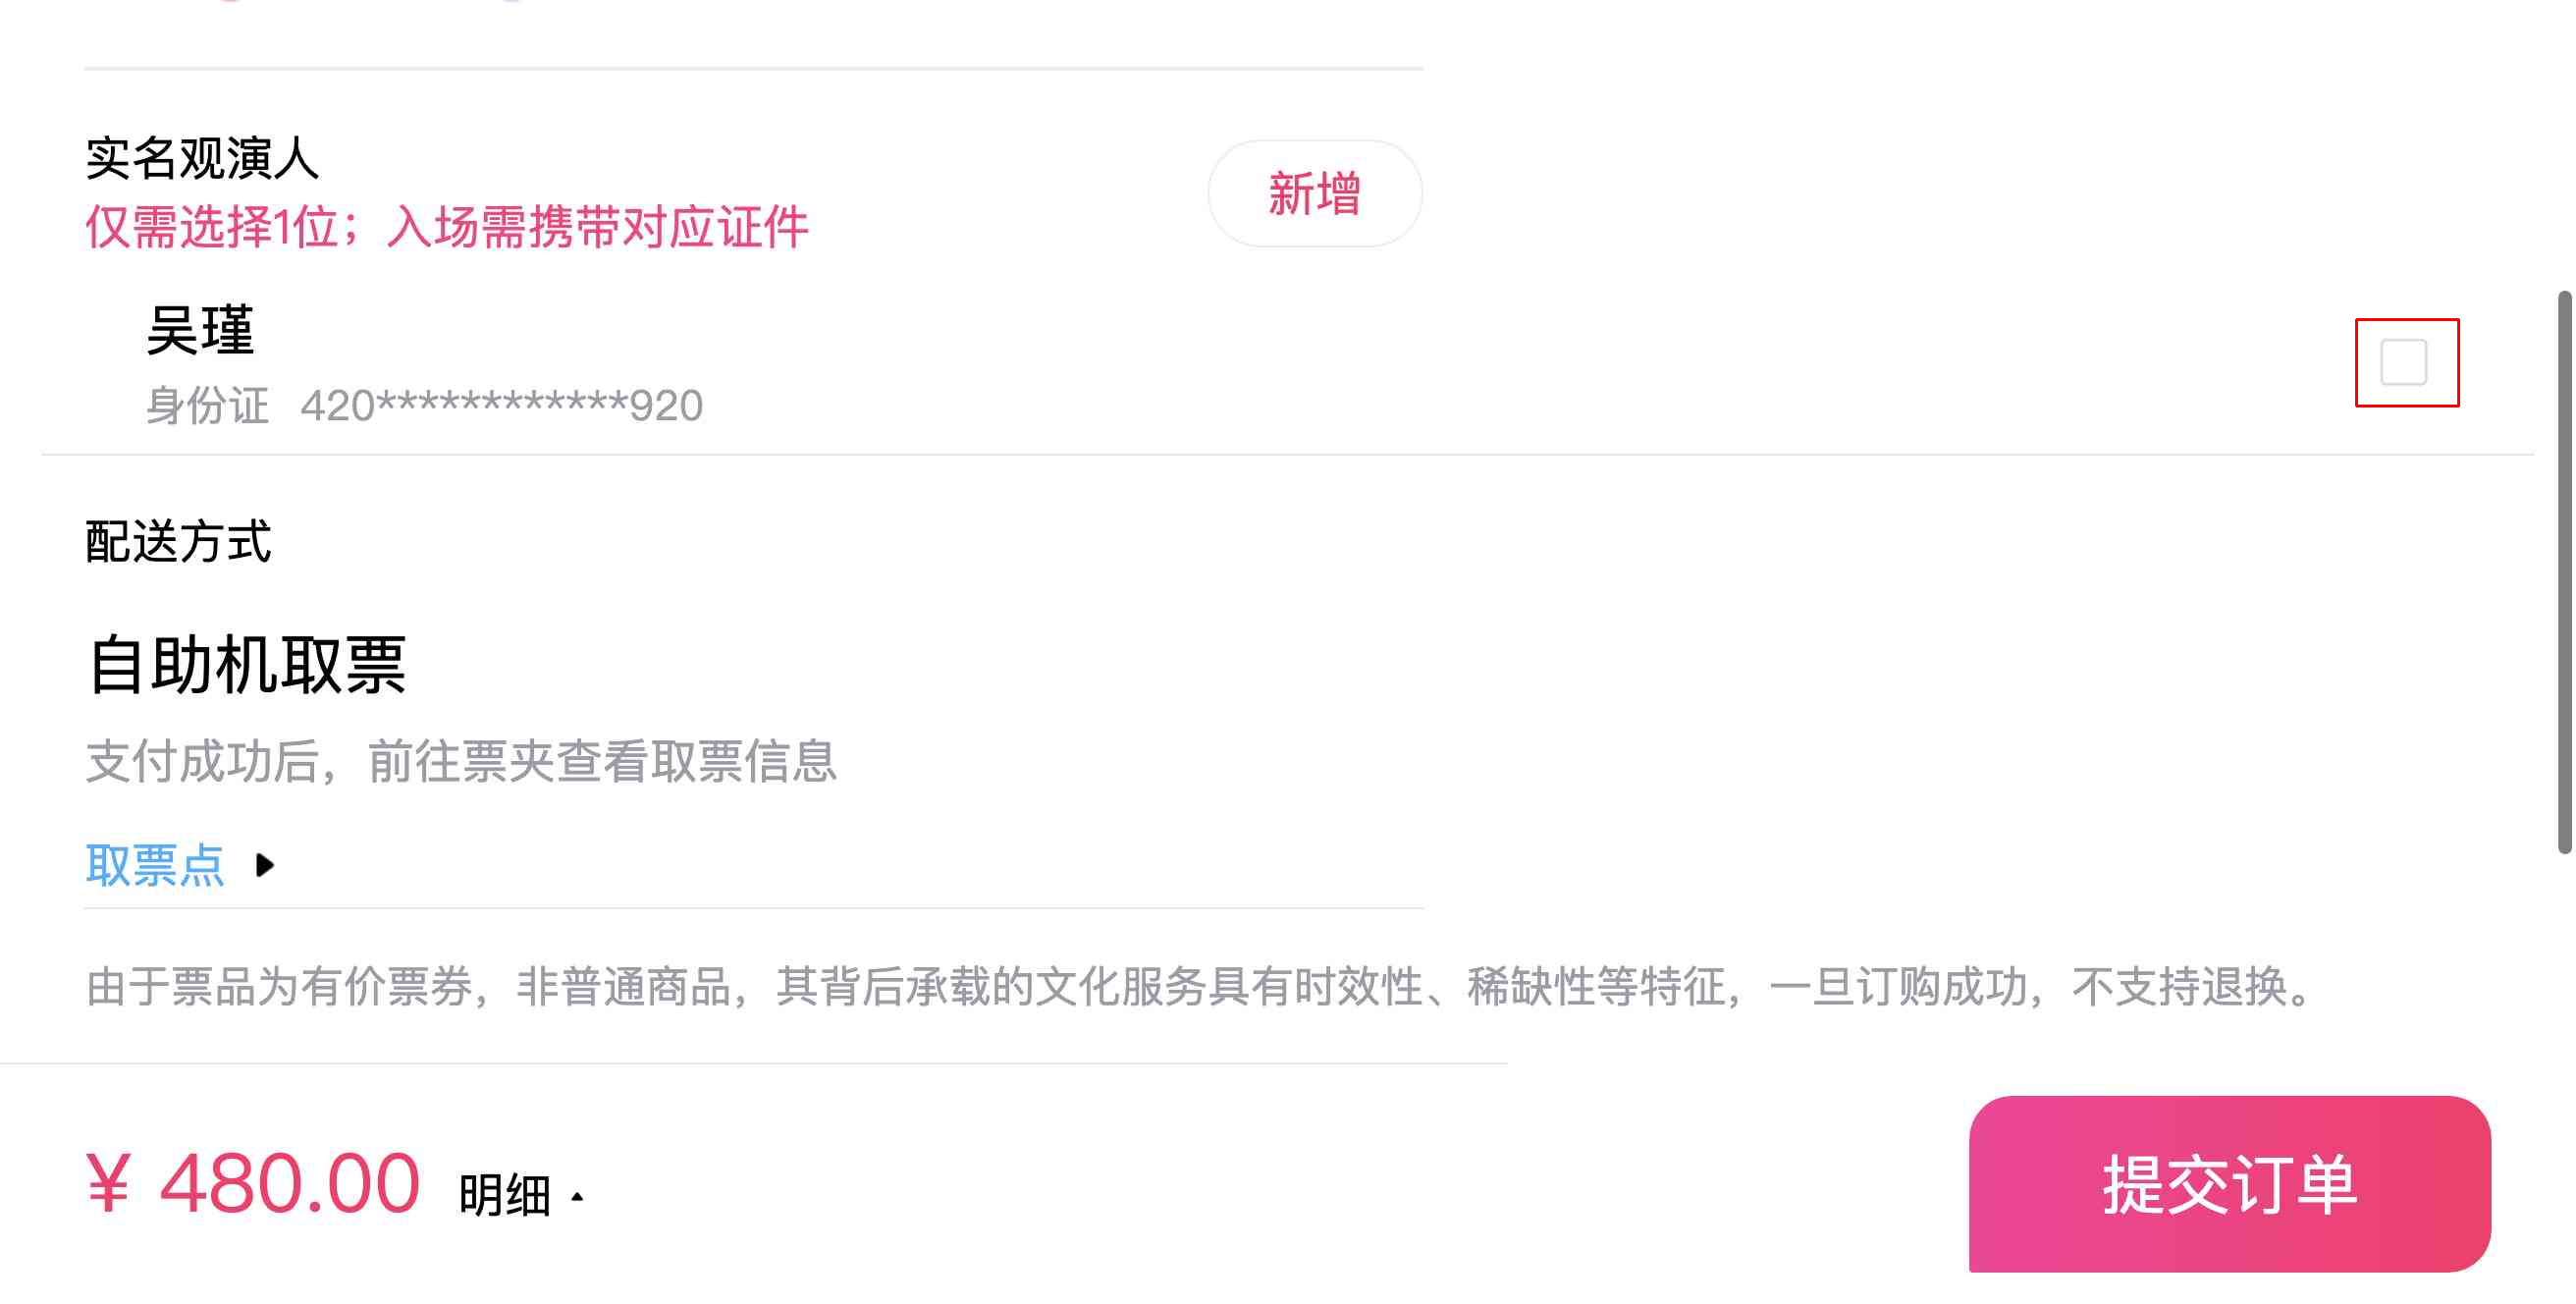 实名观演人
仅需选择1位；入场需携带对应证件
新增
吴瑾
身份证 420************920
配送方式
自助机取票
支付成功后，前往票夹查看取票信息
取票点
由于票品为有价票券，非普通商品，其背后承载的文化服务具有时效性、稀缺性等特征，一旦订购成功，不支持退换。
¥ 480.00 明细
提交订单